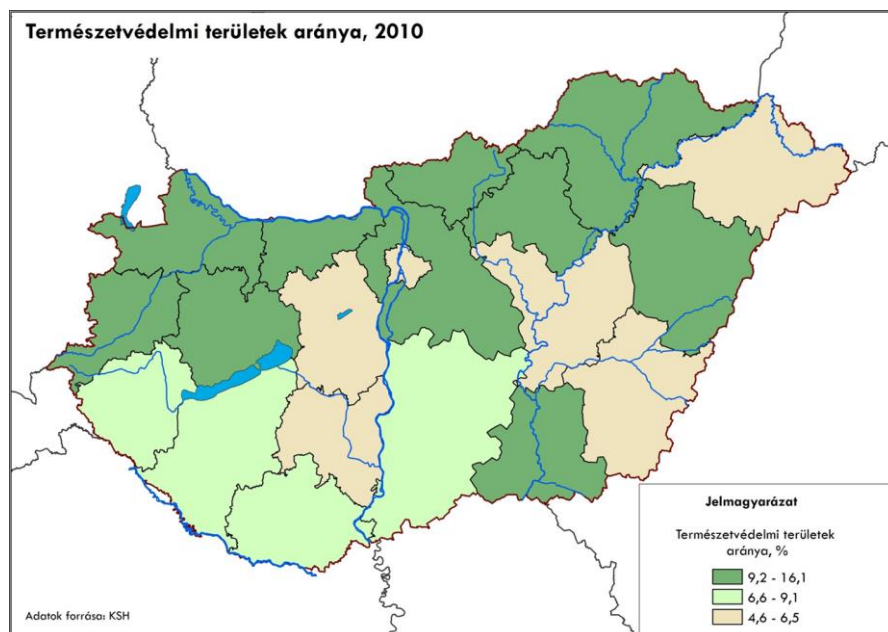 Természetvédelmi területek aránya, 2010
Jelmagyarázat
Természetvédelmi területek
aránya, %
9,2 - 16,1
6,6 - 9,1
4,6 - 6,5
Adatok forrása: KSH